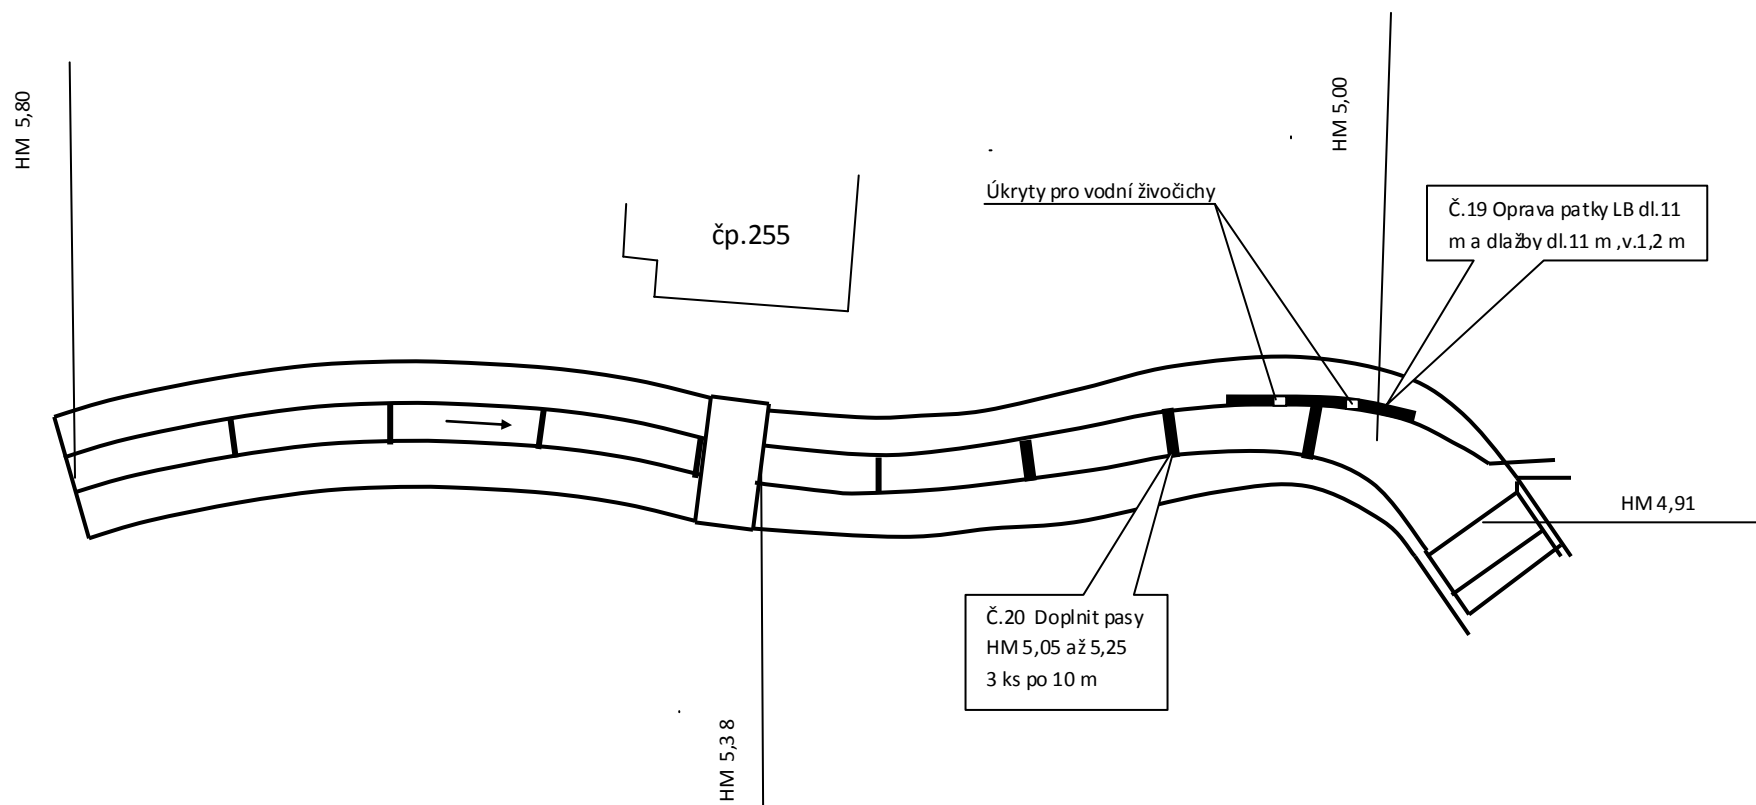 HM 5,80
HM 5,00
Úkryty pro vodní živočichy
čp.255
Č.19 Oprava patky LB dl.11
m a dlažby dl.11 m ,v.1,2 m
HM 4,91
Č.20 Doplnit pasy
HM 5,05 až 5,25
3 ks po 10 m
HM 5,3 8